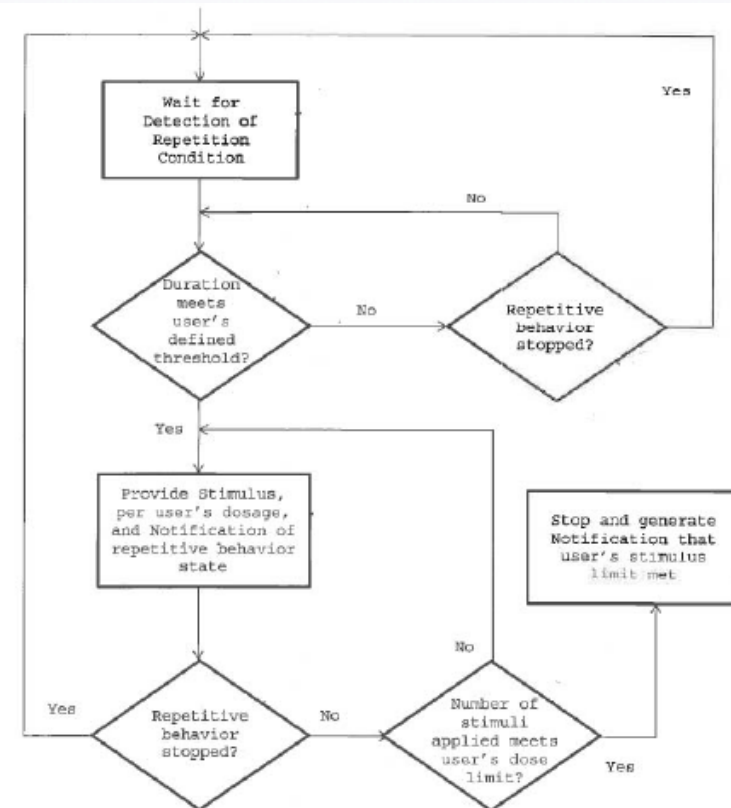 Wait for
Detection of
Repetition
Condition
Yes
No
Duration
meets
user's
defined
threshold?
No
Repetitive
behavior
stopped?
Yes
Provide Stimulus,
per user's dosage,
and Notification of
repetitive behavior
state
Stop and generate
Notification that
user's stimulus
limit met
No
Yes
Repetitive
behavior
stopped?
No
Number of
stimuli
applied meets
user's dose
limit?
Yes